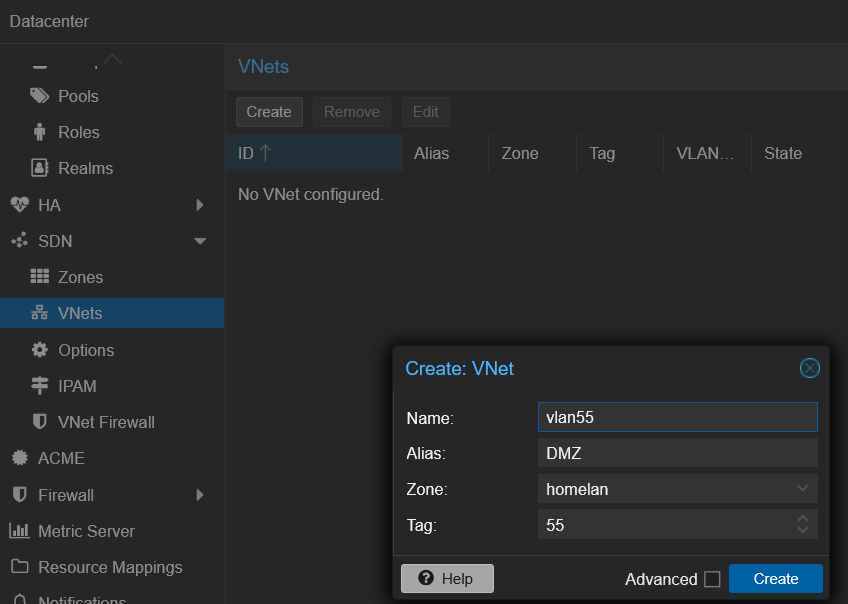 Datacenter
VNets
Pools
Create Remove Edit
Roles
ID Alias Zone Tag VLAN... State
Realms
No VNet configured.
HA
SDN
Zones
VNets
Options
IPAM
VNet Firewall
ACME
Firewall
Metric Server
Resource Mappings
Notifications
Create: VNet
Name: vlan55
Alias: DMZ
Zone: homelan
Tag: 55
Help Advanced Create